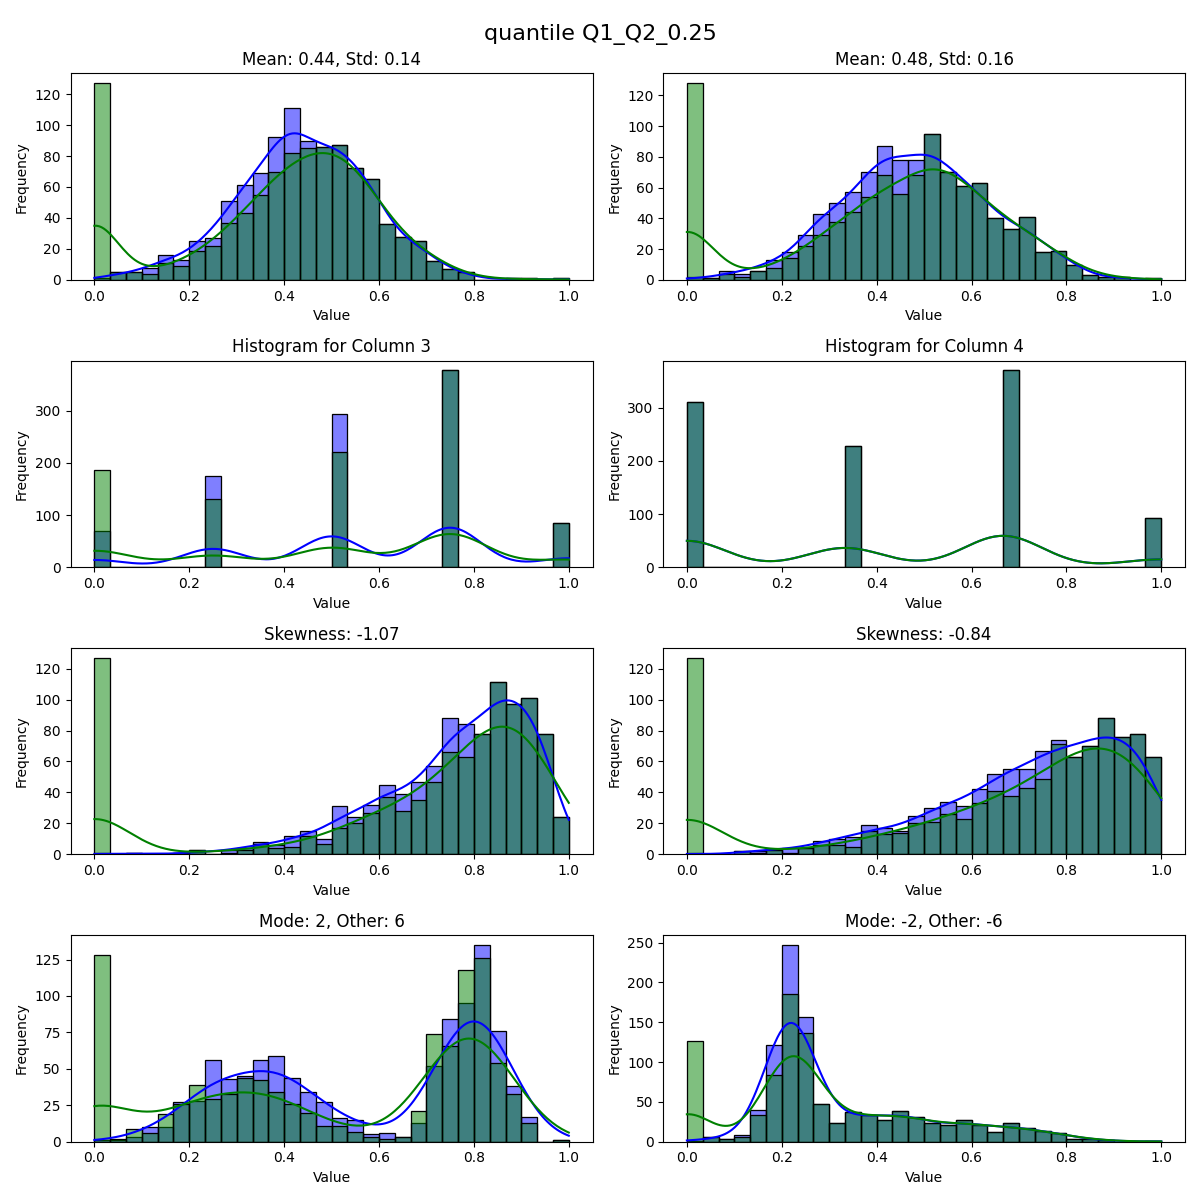 quantile Q1_Q2_0.25
Mean: 0.44, Std: 0.14
Frequency
120
100
80
60
40
20
0
0.0 0.2 0.4 0.6 0.8 1.0
Value
Mean: 0.48, Std: 0.16
Frequency
120
100
80
60
40
20
0
0.0 0.2 0.4 0.6 0.8 1.0
Value
Histogram for Column 3
Frequency
300
200
100
0
0.0 0.2 0.4 0.6 0.8 1.0
Value
Histogram for Column 4
Frequency
300
200
100
0
0.0 0.2 0.4 0.6 0.8 1.0
Value
Skewness: -1.07
Frequency
120
100
80
60
40
20
0
0.0 0.2 0.4 0.6 0.8 1.0
Value
Skewness: -0.84
Frequency
120
100
80
60
40
20
0
0.0 0.2 0.4 0.6 0.8 1.0
Value
Mode: 2, Other: 6
Frequency
125
100
75
50
25
0
0.0 0.2 0.4 0.6 0.8 1.0
Value
Mode: -2, Other: -6
Frequency
250
200
150
100
50
0
0.0 0.2 0.4 0.6 0.8 1.0
Value